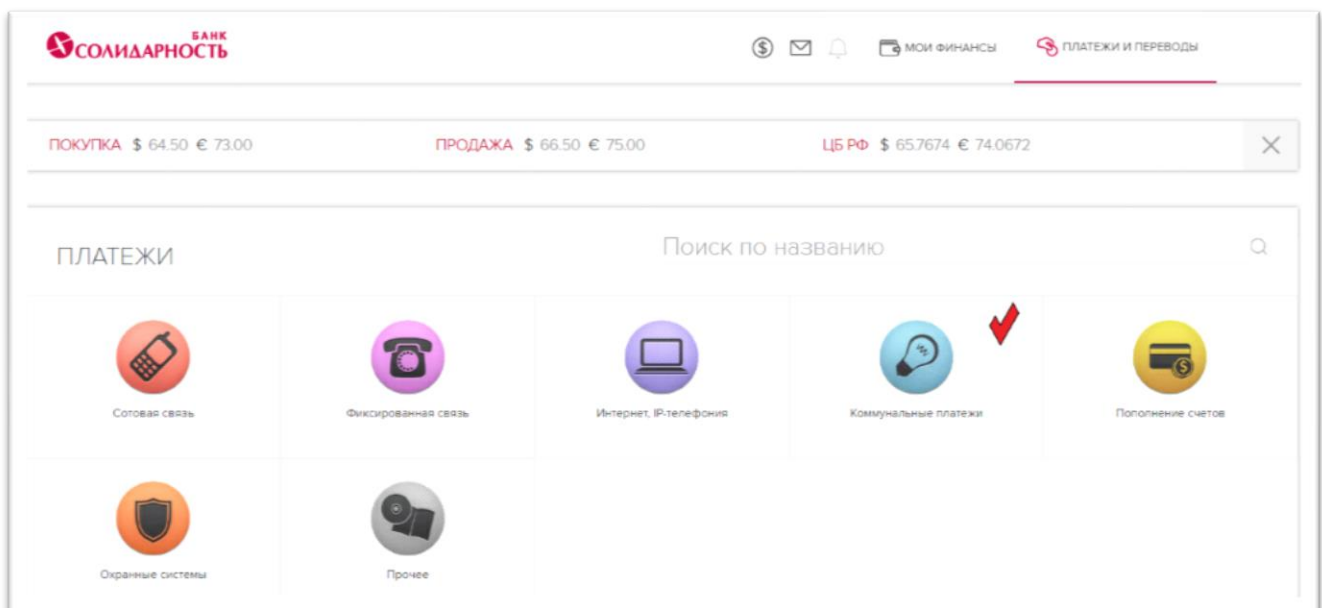 БАНК
СОЛИДАРНОСТЬ
МОИ ФИНАНСЫ
ПЛАТЕЖИ И ПЕРЕВОДЫ
ПОКУПКА $ 64.50 € 73.00 ПРОДАЖА $ 66.50 € 75.00 ЦБ РФ $ 65.7674 € 74.0672
ПЛАТЕЖИ
Поиск по названию
Сотовая связь
Фиксированная связь
Интернет, IP-телефония
Коммунальные платежи
Пополнение счетов
Охранные системы
Прочее